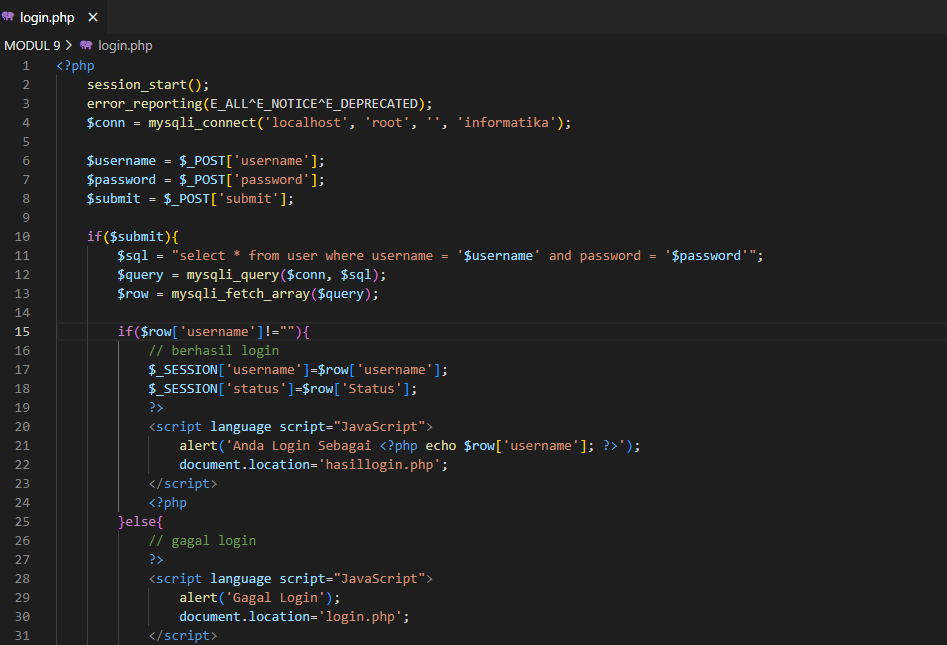 login.php ×
MODUL 9 > login.php
1 <?php
2 session_start();
3 error_reporting(E_ALL^E_NOTICE^E_DEPRECATED);
4 $conn = mysqli_connect('localhost', 'root', '', 'informatika');
5
6 $username = $_POST['username'];
7 $password = $_POST['password'];
8 $submit = $_POST['submit'];
9
10 if($submit){
11 $sql = "select * from user where username = '$username' and password = '$password'";
12 $query = mysqli_query($conn, $sql);
13 $row = mysqli_fetch_array($query);
14
15 if($row['username']!=""){
16 // berhasil login
17 $_SESSION['username']=$row['username'];
18 $_SESSION['status']=$row['Status'];
19 ?>
20 <script language script="JavaScript">
21 alert('Anda Login Sebagai <?php echo $row['username']; ?>');
22 document.location='hasillogin.php';
23 </script>
24 <?php
25 }else{
26 // gagal login
27 ?>
28 <script language script="JavaScript">
29 alert('Gagal Login');
30 document.location='login.php';
31 </script>